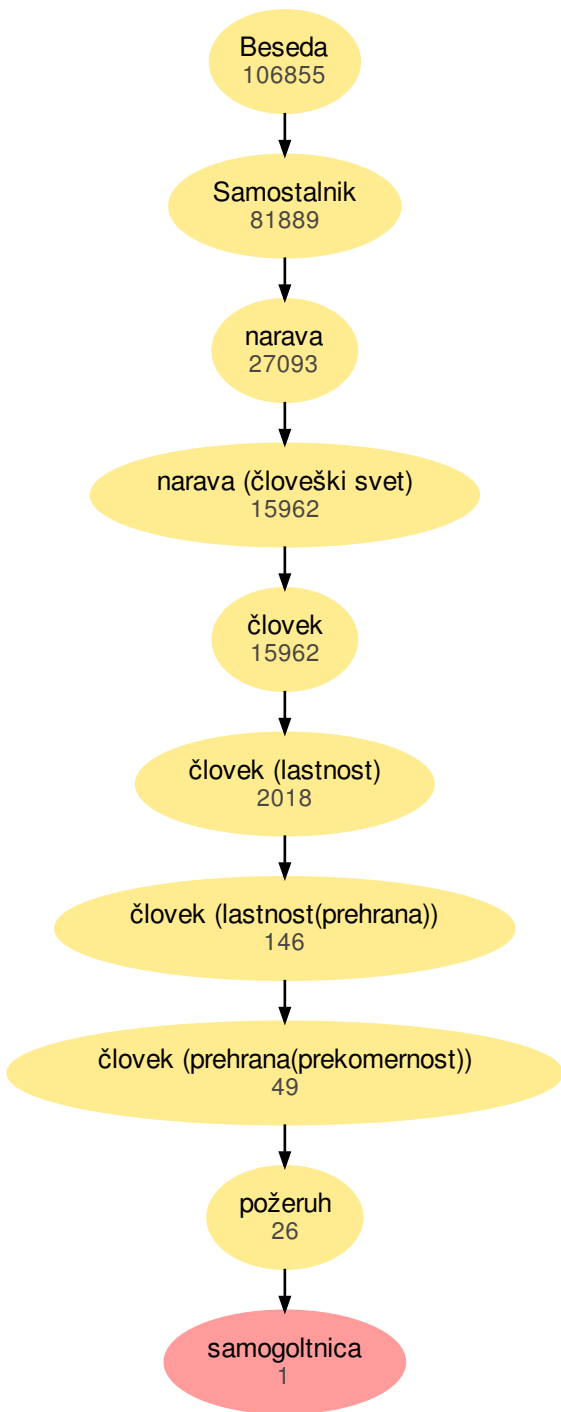 Beseda
106855
Samostalnik
81889
narava
27093
narava (človeški svet)
15962
človek
15962
človek (lastnost)
2018
človek (lastnost(prehrana))
146
človek (prehrana(prekomernost))
49
požeruh
26
samogoltnica
1